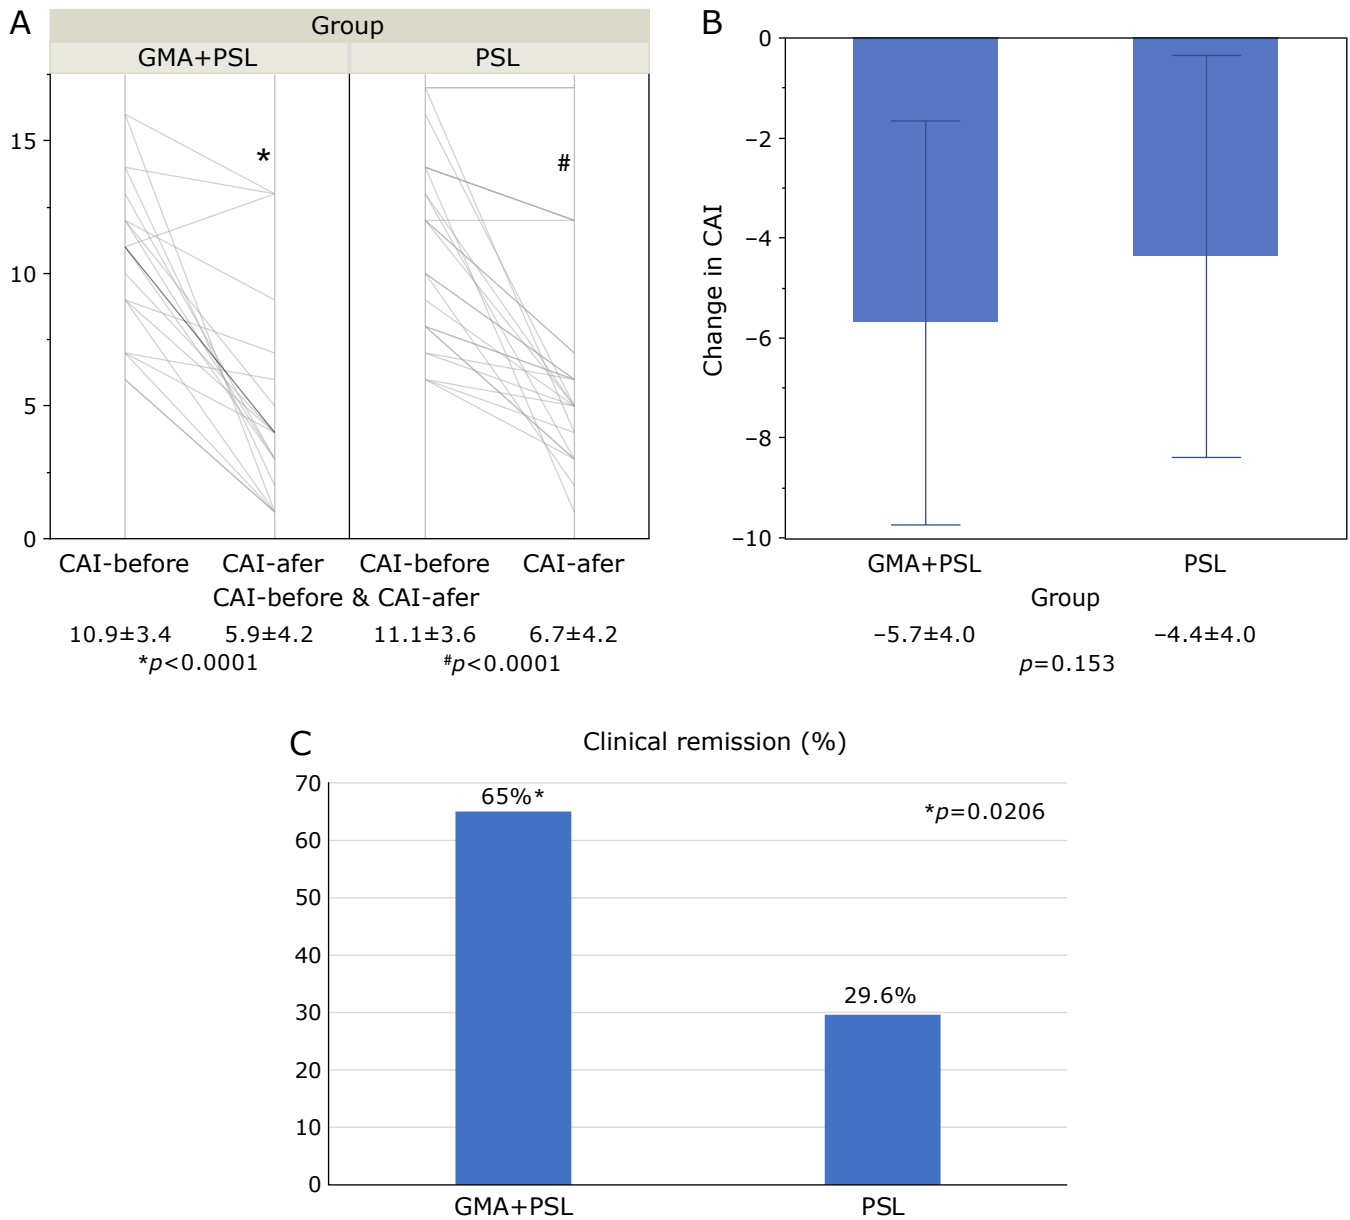 A
Group
GMA+PSL PSL
*
#
15
10
5
0
CAI-before CAI-afer CAI-before CAI-afer
CAI-before & CAI-afer
10.9±3.4 5.9±4.2 11.1±3.6 6.7±4.2
*p<0.0001 #p<0.0001
B
0
−2
−4
−6
−8
−10
Change in CAI
GMA+PSL PSL
Group
−5.7±4.0 −4.4±4.0
p=0.153
C
Clinical remission (%)
70
60
50
40
30
20
10
0
65%*
*p=0.0206
29.6%
GMA+PSL PSL